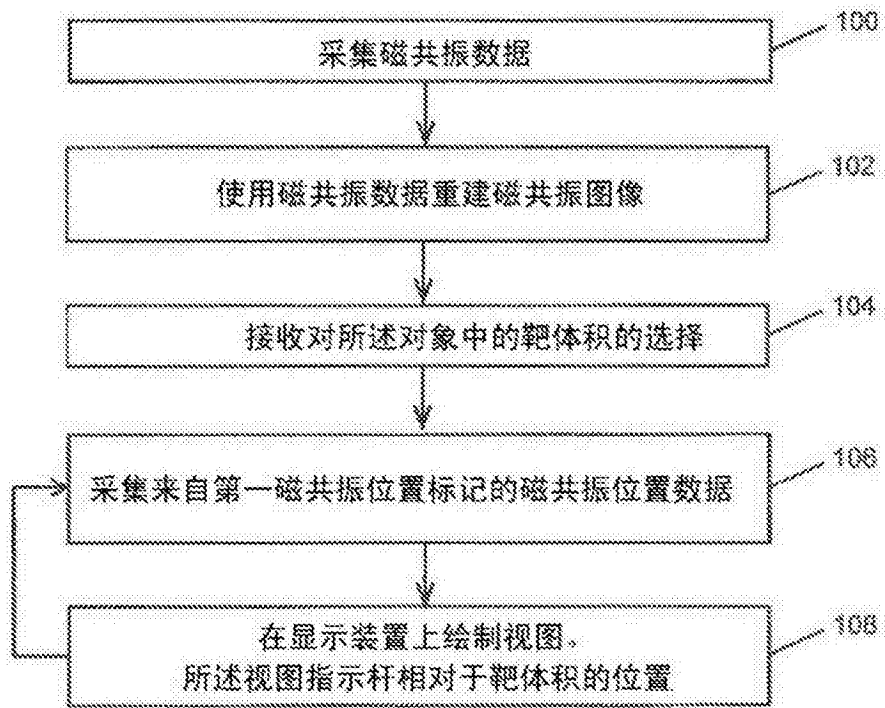 100
采集磁共振数据
102
使用磁共振数据重建磁共振图像
104
接收对所述对象中的靶体积的选择
106
采集来自第一磁共振位置标记的磁共振位置数据
108
在显示装置上绘制视图。
所述视图指示杆相对于靶体积的位置